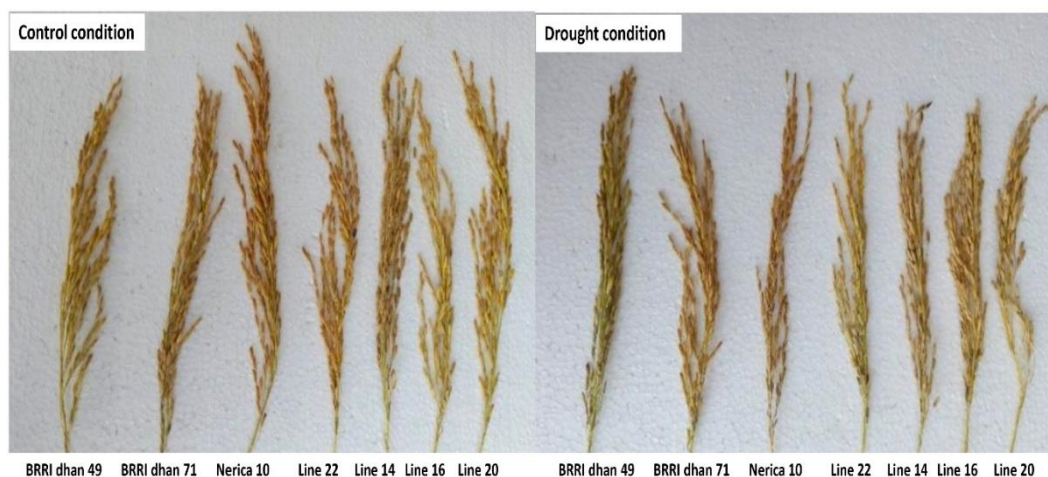 Control condition
Drought condition
BRRI dhan 49 BRRI dhan 71 Nerica 10 Line 22 Line 14 Line 16 Line 20
BRRI dhan 49 BRRI dhan 71 Nerica 10 Line 22 Line 14 Line 16 Line 20